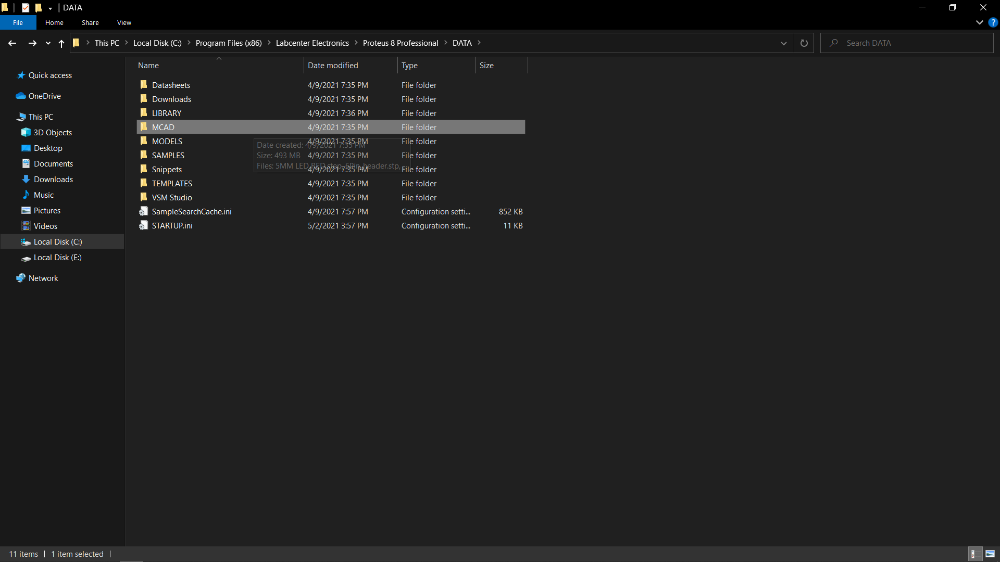 DATA
File Home Share View
This PC Local Disk (C:) Program Files (x86) Labcenter Electronics Proteus 8 Professional DATA
Search DATA
Quick access
OneDrive
This PC
3D Objects
Desktop
Documents
Downloads
Music
Pictures
Videos
Local Disk (C:)
Local Disk (E:)
Network
Name Date modified Type Size
Datasheets 4/9/2021 7:35 PM File folder
Downloads 4/9/2021 7:35 PM File folder
LIBRARY 4/9/2021 7:36 PM File folder
MCAD 4/9/2021 7:35 PM File folder
MODELS 4/9/2021 7:35 PM File folder
Date created: 4/9/2021 7:35 PM
SAMPLES 4/9/2021 7:35 PM File folder
Size: 493 MB
Snippets 4/9/2021 7:35 PM File folder
Files: 5MM LED RED.step, 6Pin_header.stp, ...
TEMPLATES 4/9/2021 7:35 PM File folder
VSM Studio 4/9/2021 7:35 PM File folder
SampleSearchCache.ini 4/9/2021 7:57 PM Configuration setti... 852 KB
STARTUP.ini 5/2/2021 3:57 PM Configuration setti... 11 KB
11 items 1 item selected